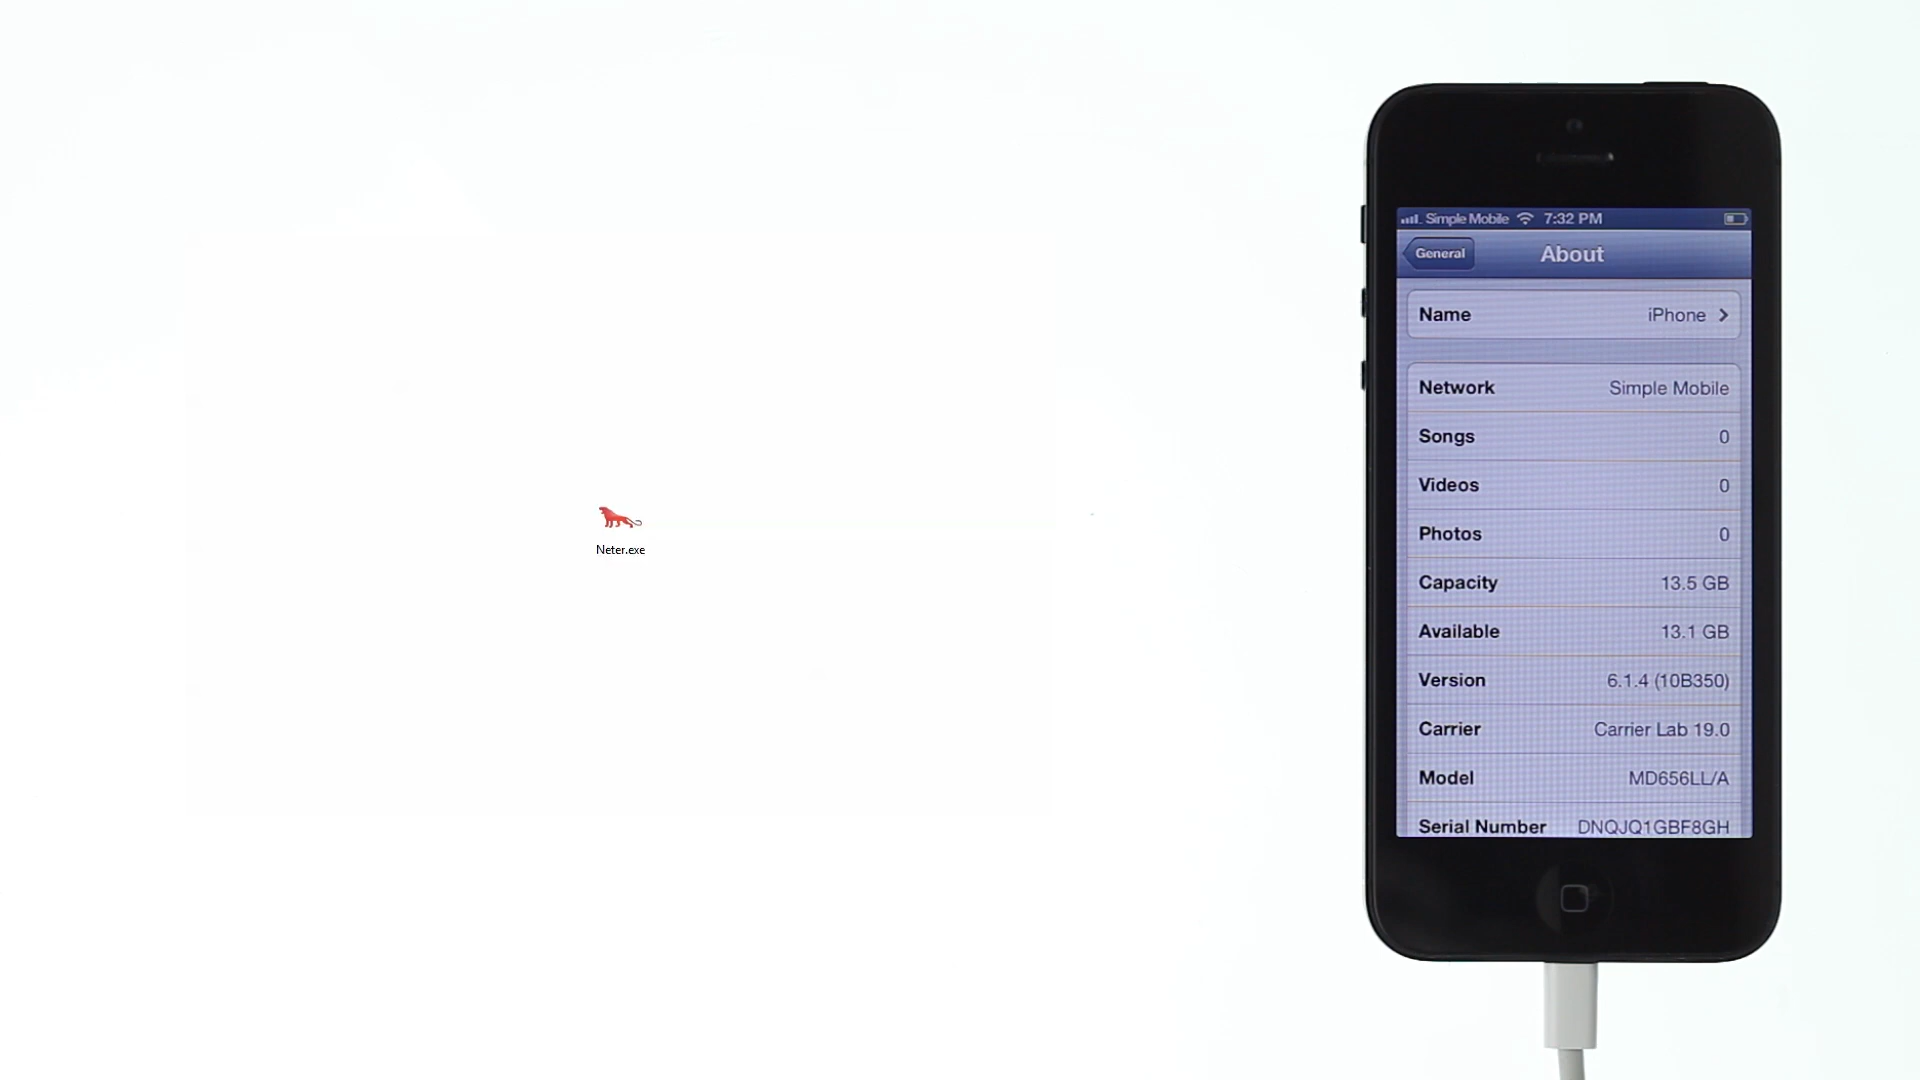 Neter.exe
Simple Mobile 7:32 PM
General About
Name iPhone
Network Simple Mobile
Songs 0
Videos 0
Photos 0
Capacity 13.5 GB
Available 13.1 GB
Version 6.1.4 (10B350)
Carrier Carrier Lab 19.0
Model MD656LL/A
Serial Number DNQJQ1GBF8GH